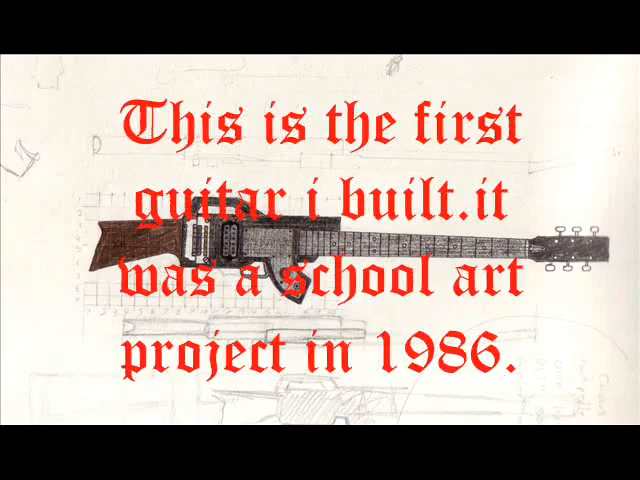 This is the first
guitar i built.it
was a school art
project in 1986.